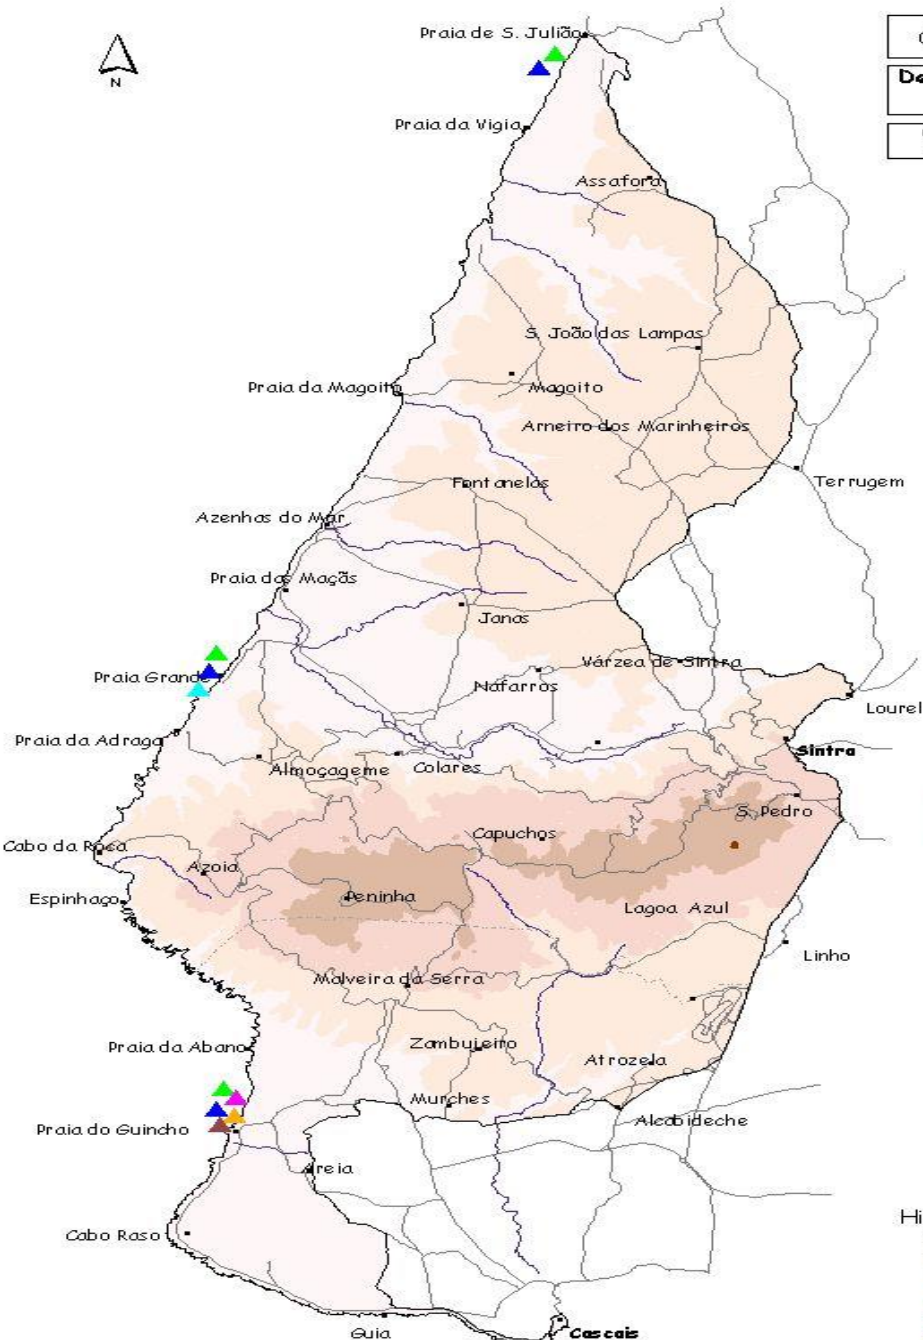 Praia de S. Julião
De
N
Praia da Vigia
Assafora
S. João das Lampas
Praia da Magoito
Magoito
Arneiro dos Marinheiros
Fontanelas
Terrugem
Azenhas do Mar
Praia das Maçãs
Janas
Várzea de Sintra
Praia Grande
Nafarros
Lourel
Praia da Adraga
Sintra
Almoçageme
Colares
S. Pedro
Capuchos
Cabo da Roca
Azoia
Espinhaço
Peninha
Lagoa Azul
Linho
Malveira da Serra
Praia da Abano
Zambujeiro
Atrozela
Murches
Alcabideche
Praia do Guincho
Areia
Hi
Cabo Raso
Guia
Cascais